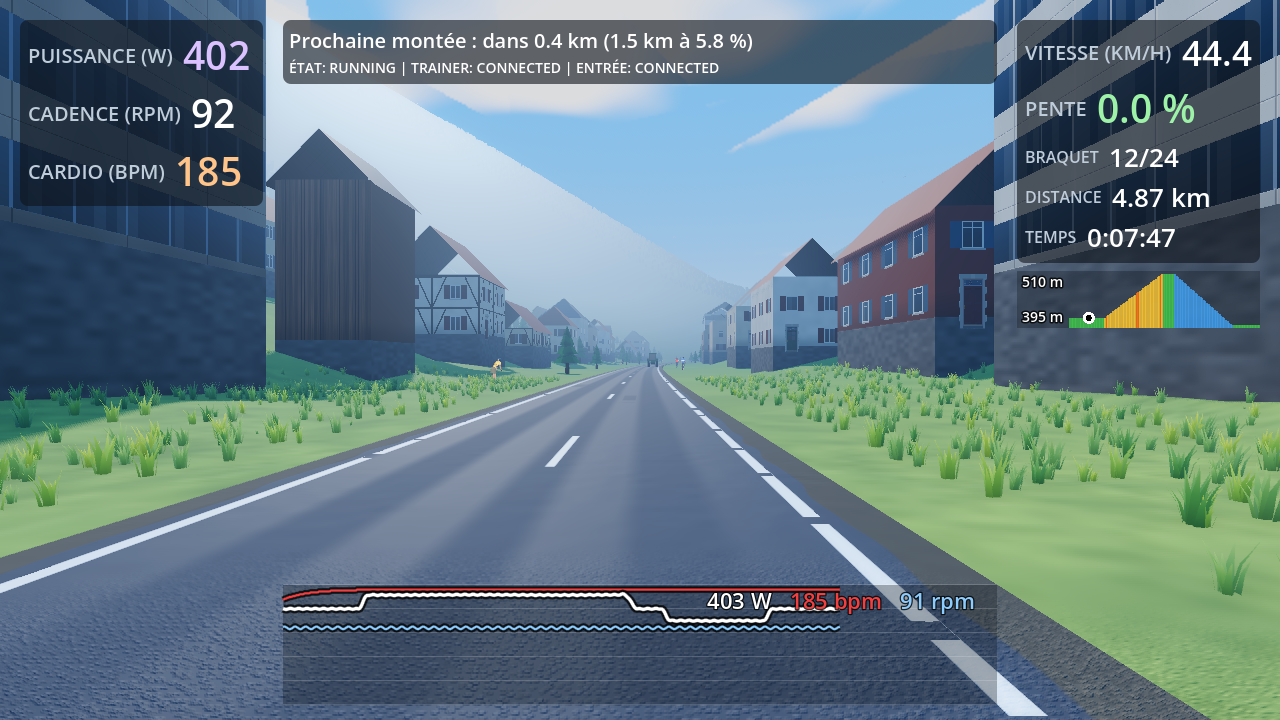 PUISSANCE (W) 402
CADENCE (RPM) 92
CARDIO (BPM) 185
Prochaine montée : dans 0.4 km (1.5 km à 5.8 %)
ÉTAT: RUNNING | TRAINER: CONNECTED | ENTRÉE: CONNECTED
VITESSE (KM/H) 44.4
PENTE 0.0 %
BRAQUET 12/24
DISTANCE 4.87 km
TEMPS 0:07:47
510 m
395 m
403 W 185 bpm 91 rpm